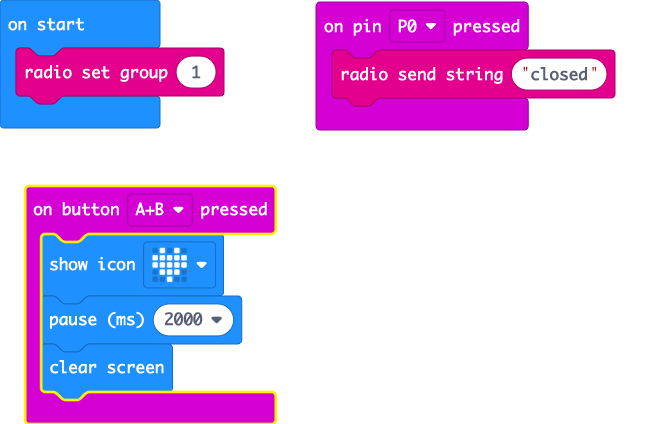 on start
radio set group 1
on pin P0 pressed
radio send string "closed"
on button A+B pressed
show icon
pause (ms) 2000
clear screen